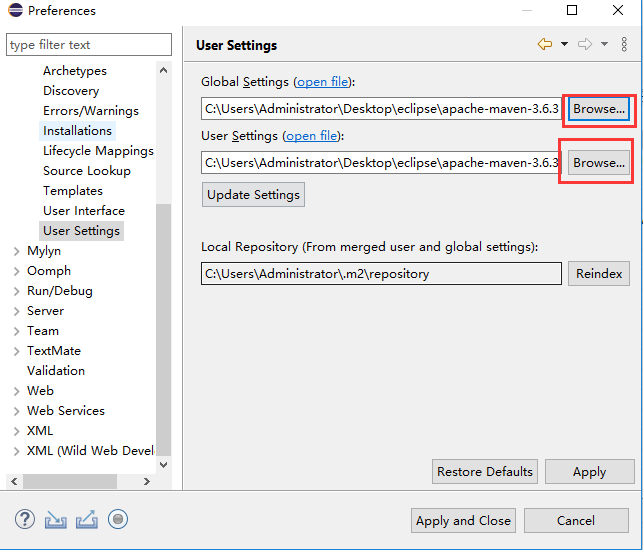 Preferences
type filter text
Archetypes
Discovery
Errors/Warnings
Installations
Lifecycle Mappings
Source Lookup
Templates
User Interface
User Settings
Mylyn
Oomph
Run/Debug
Server
Team
TextMate
Validation
Web
Web Services
XML
XML (Wild Web Devel
User Settings
Global Settings (open file):
C:\Users\Administrator\Desktop\eclipse\apache-maven-3.6.3 Browse...
User Settings (open file):
C:\Users\Administrator\Desktop\eclipse\apache-maven-3.6.3 Browse...
Update Settings
Local Repository (From merged user and global settings):
C:\Users\Administrator\.m2\repository Reindex
Restore Defaults Apply
? Apply and Close Cancel